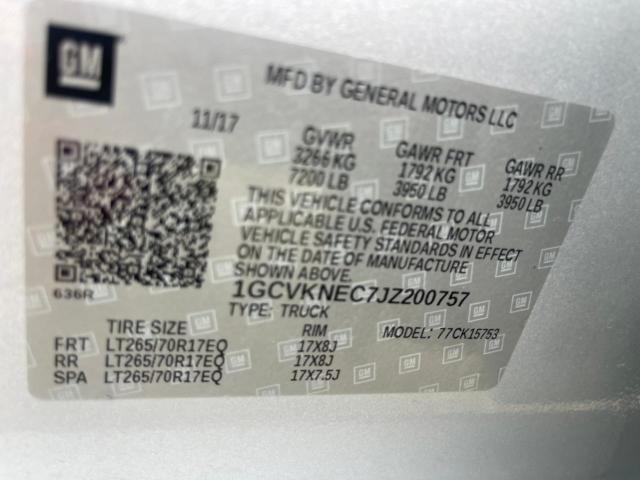 GM
MFD BY GENERAL MOTORS LLC
11/17
GVWR GAWR FRT GAWR RR
3266 KG 1792 KG 1792 KG
7200 LB 3950 LB 3950 LB
THIS VEHICLE CONFORMS TO ALL
APPLICABLE U.S. FEDERAL MOTOR
VEHICLE SAFETY STANDARDS IN EFFECT
ON THE DATE OF MANUFACTURE
SHOWN ABOVE.
636R
1GCVKNEC7JZ200757
TYPE: TRUCK
MODEL: 77CK15753
TIRE SIZE RIM
FRT LT265/70R17EQ 17X8J
RR LT265/70R17EQ 17X8J
SPA LT265/70R17EQ 17X7.5J